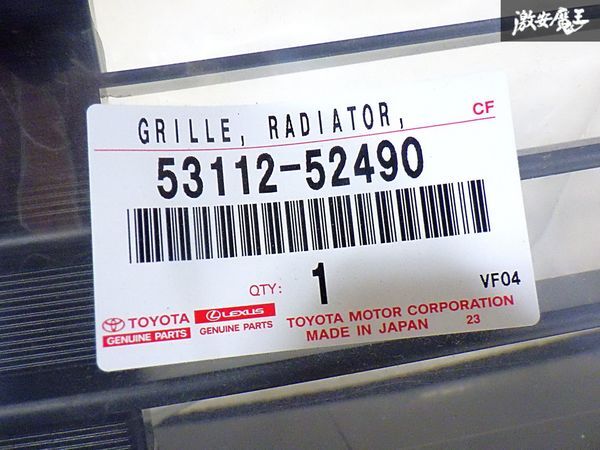 激安魔王
GRILLE, RADIATOR,
CF
53112-52490
QTY: 1
VF04
TOYOTA
GENUINE PARTS
LEXUS
GENUINE PARTS
TOYOTA MOTOR CORPORATION
MADE IN JAPAN 23